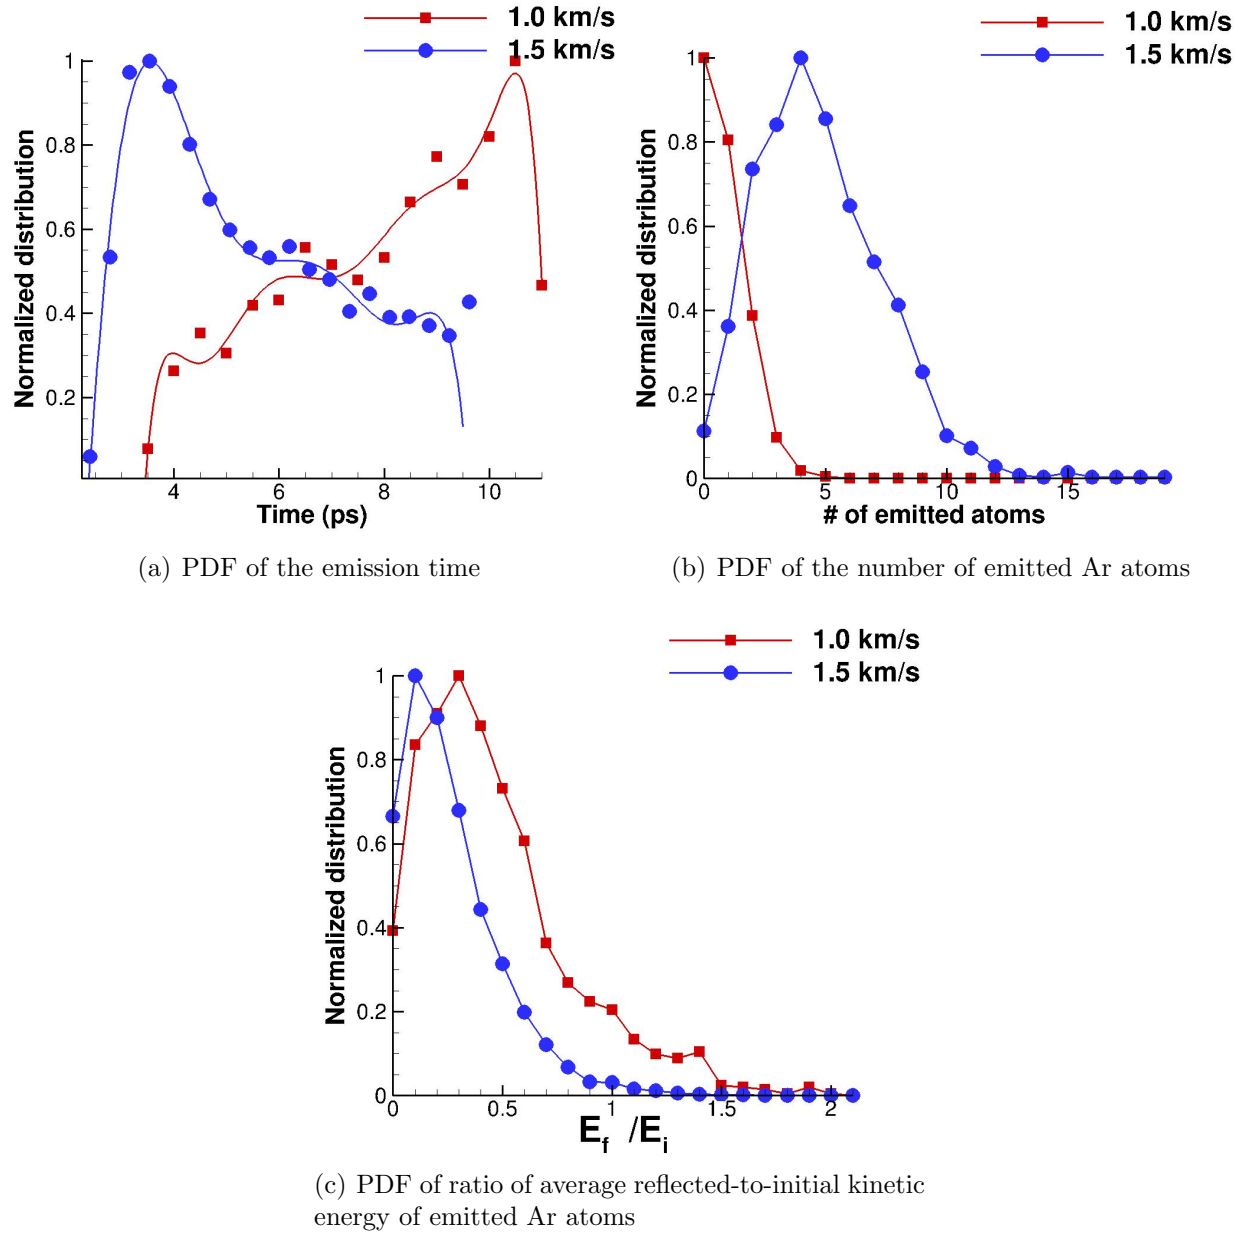 1.0 km/s
1.5 km/s
1.0 km/s
1.5 km/s
Normalized distribution
1
0.8
0.6
0.4
0.2
4 6 8 10
Time (ps)
Normalized distribution
1
0.8
0.6
0.4
0.2
0
0 5 10 15
# of emitted atoms
(a) PDF of the emission time
(b) PDF of the number of emitted Ar atoms
1.0 km/s
1.5 km/s
Normalized distribution
1
0.8
0.6
0.4
0.2
0
0 0.5 1 1.5 2
E_f /E_i
(c) PDF of ratio of average reflected-to-initial kinetic
energy of emitted Ar atoms